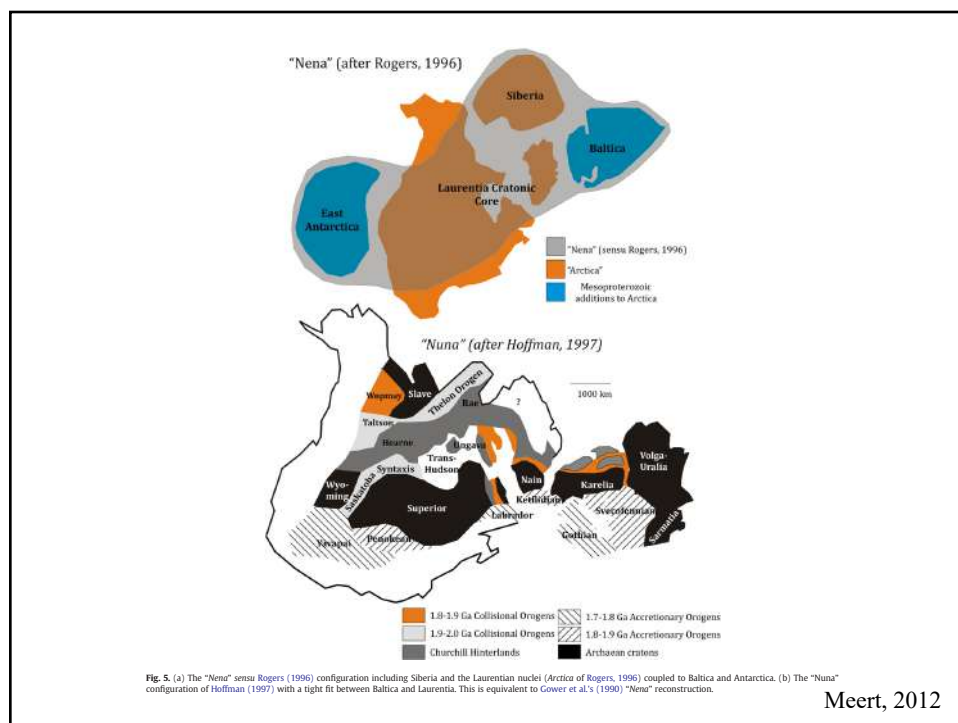 "Nena" (after Rogers, 1996)
Siberia
Baltica
Laurentia Cratonic
Core
East
Antarctica
"Nena" (sensu Rogers, 1996)
"Arctica"
Mesoproterozoic
additions to Arctica
"Nuna" (after Hoffman, 1997)
Wopmay
Slave
Thelon Orogen
Rae
?
1000 km
Taltson
Hearne
Ungava
Trans-
Hudson
Syntaxis
Saskatoba
Wyo-
ming
Superior
Nain
Ketilidian
Labrador
Karelia
Volga-
Uralia
Svecofennian
Gothian
Sarmatia
Yavapai
Penokean
1.8-1.9 Ga Collisional Orogens
1.7-1.8 Ga Accretionary Orogens
1.9-2.0 Ga Collisional Orogens
1.8-1.9 Ga Accretionary Orogens
Churchill Hinterlands
Archaean cratons
Fig. 5. (a) The "Nena" sensu Rogers (1996) configuration including Siberia and the Laurentian nuclei (Arctica of Rogers, 1996) coupled to Baltica and Antarctica. (b) The "Nuna"
configuration of Hoffman (1997) with a tight fit between Baltica and Laurentia. This is equivalent to Gower et al.'s (1990) "Nena" reconstruction.
Meert, 2012